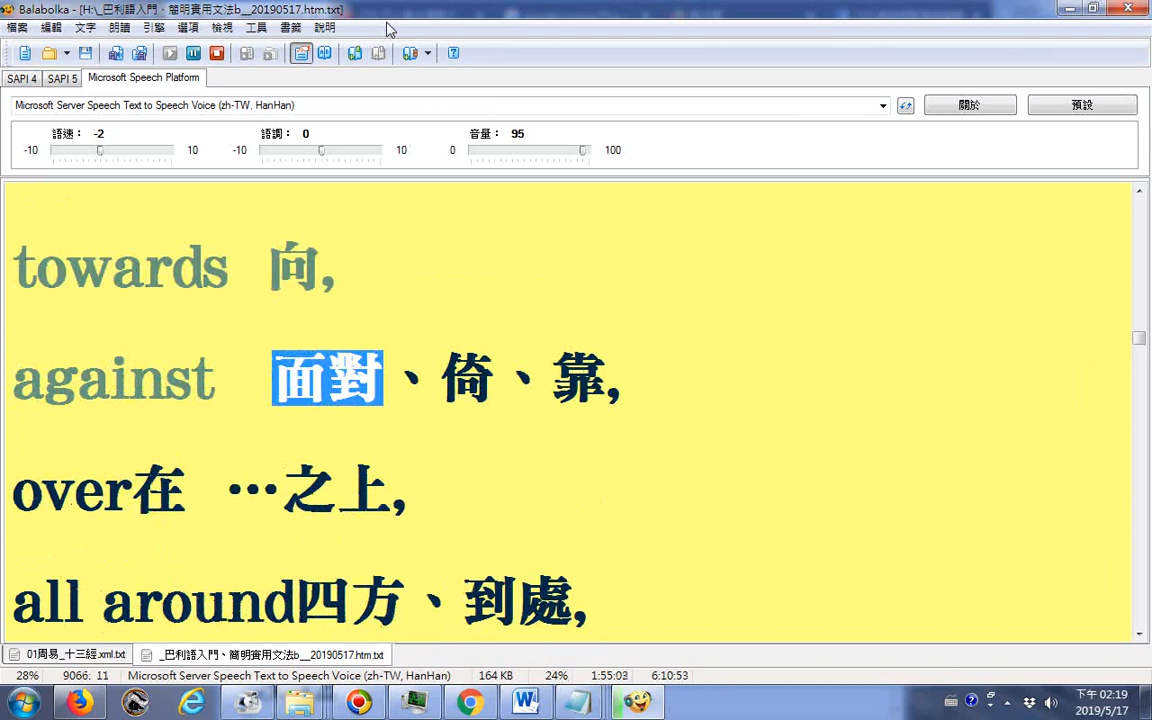 Balabolka - [H:\_巴利語入門、簡明實用文法b__20190517.htm.txt]
檔案 編輯 文字 朗讀 引擎 選項 檢視 工具 書籤 說明
SAPI 4 SAPI 5 Microsoft Speech Platform
Microsoft Server Speech Text to Speech Voice (zh-TW, HanHan) 關於 預設
語速: -2 語調: 0 音量: 95
-10 10 -10 10 0 100
towards 向,
against 面對、倚、靠,
over在 …之上,
all around四方、到處,
01周易_十三經.xml.txt _巴利語入門、簡明實用文法b__20190517.htm.txt
28% 9066: 11 Microsoft Server Speech Text to Speech Voice (zh-TW, HanHan) 164 KB 24% 1:55:03 6:10:53
下午 02:19
2019/5/17